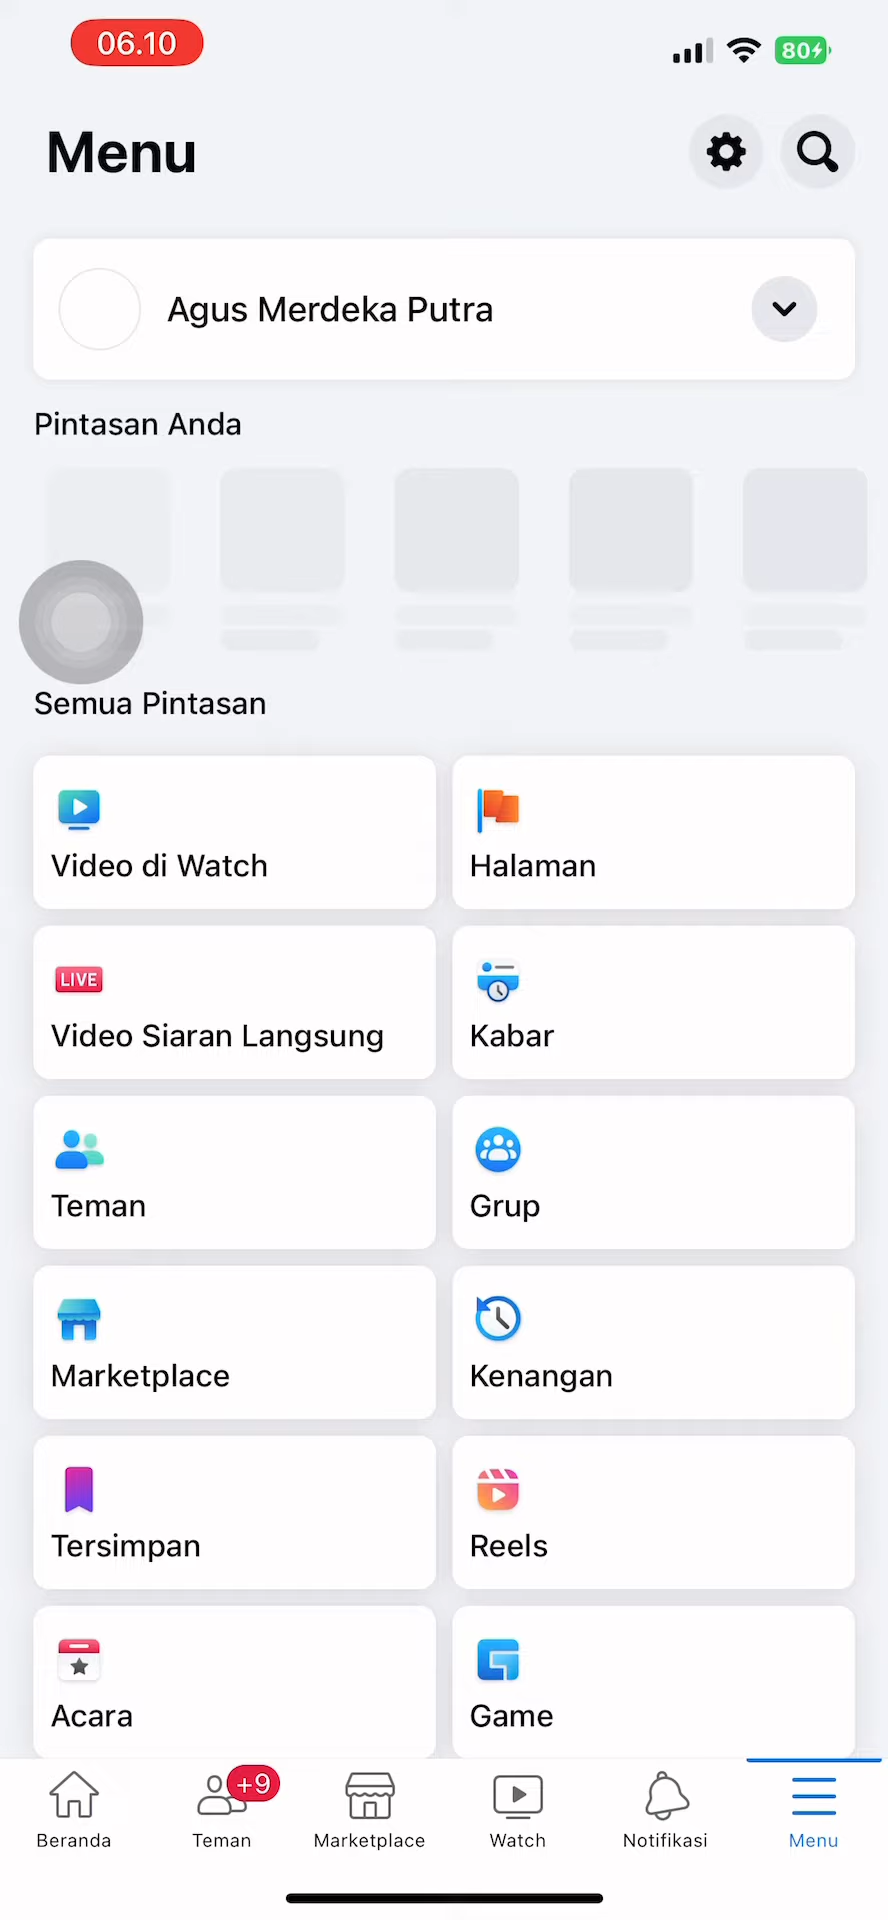 06.10
80
Menu
Agus Merdeka Putra
Pintasan Anda
Semua Pintasan
Video di Watch
Halaman
LIVE
Video Siaran Langsung
Kabar
Teman
Grup
Marketplace
Kenangan
Tersimpan
Reels
Acara
Game
+9
Beranda
Teman
Marketplace
Watch
Notifikasi
Menu